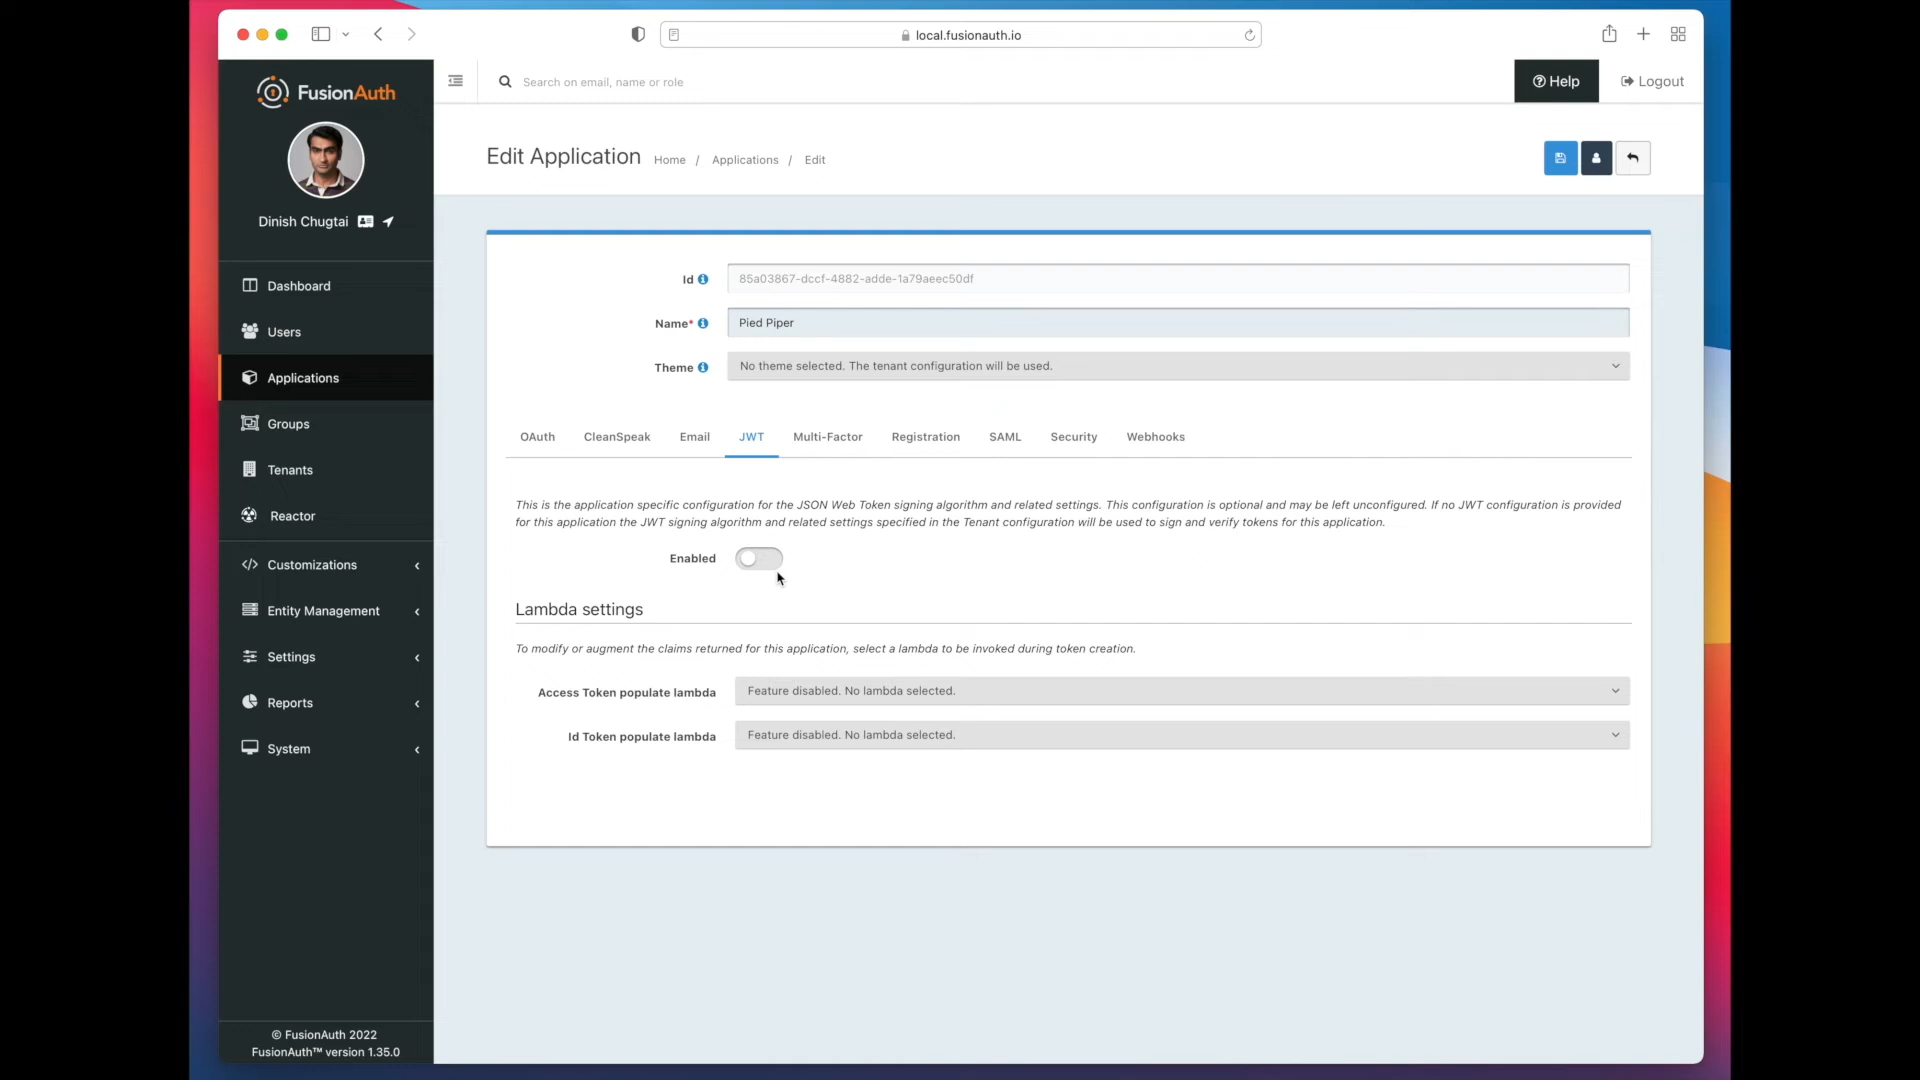 local.fusionauth.io
FusionAuth
Search on email, name or role
Help
Logout
Edit Application
Home / Applications / Edit
Dinish Chugtai
Dashboard
Users
Applications
Groups
Tenants
Reactor
Customizations
Entity Management
Settings
Reports
System
© FusionAuth 2022
FusionAuth™ version 1.35.0
Id
85a03867-dccf-4882-adde-1a79aeec50df
Name*
Pied Piper
Theme
No theme selected. The tenant configuration will be used.
OAuth CleanSpeak Email JWT Multi-Factor Registration SAML Security Webhooks
This is the application specific configuration for the JSON Web Token signing algorithm and related settings. This configuration is optional and may be left unconfigured. If no JWT configuration is provided
for this application the JWT signing algorithm and related settings specified in the Tenant configuration will be used to sign and verify tokens for this application.
Enabled
Lambda settings
To modify or augment the claims returned for this application, select a lambda to be invoked during token creation.
Access Token populate lambda
Feature disabled. No lambda selected.
Id Token populate lambda
Feature disabled. No lambda selected.